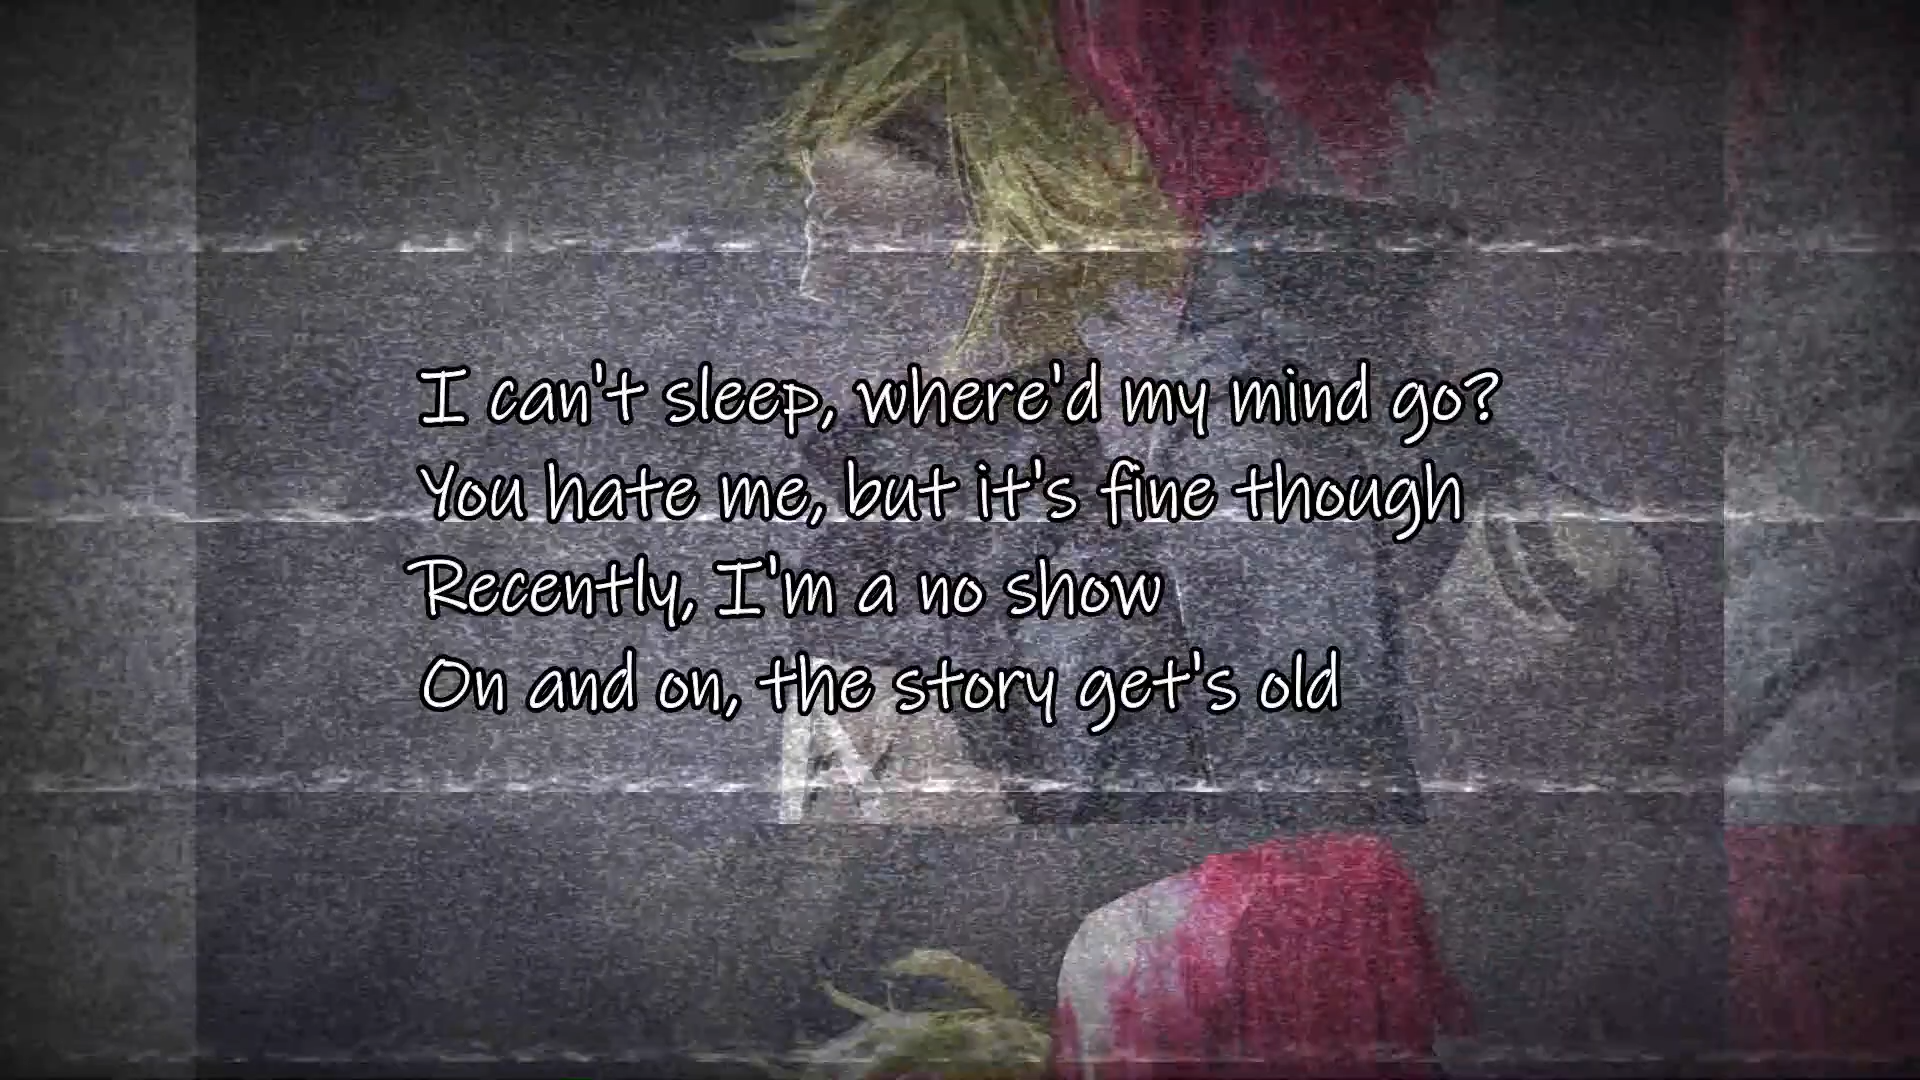 I can't sleep, where'd my mind go?
You hate me, but it's fine though
Recently, I'm a no show
On and on, the story get's old